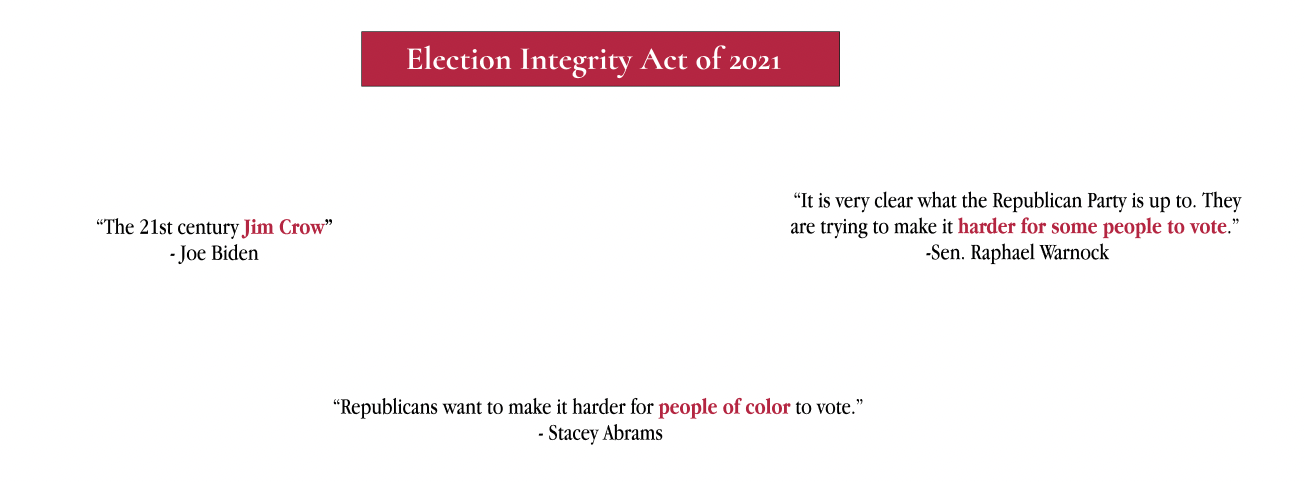 Election Integrity Act of 2021
“The 21st century Jim Crow”
- Joe Biden
“It is very clear what the Republican Party is up to. They
are trying to make it harder for some people to vote.”
-Sen. Raphael Warnock
“Republicans want to make it harder for people of color to vote.”
- Stacey Abrams